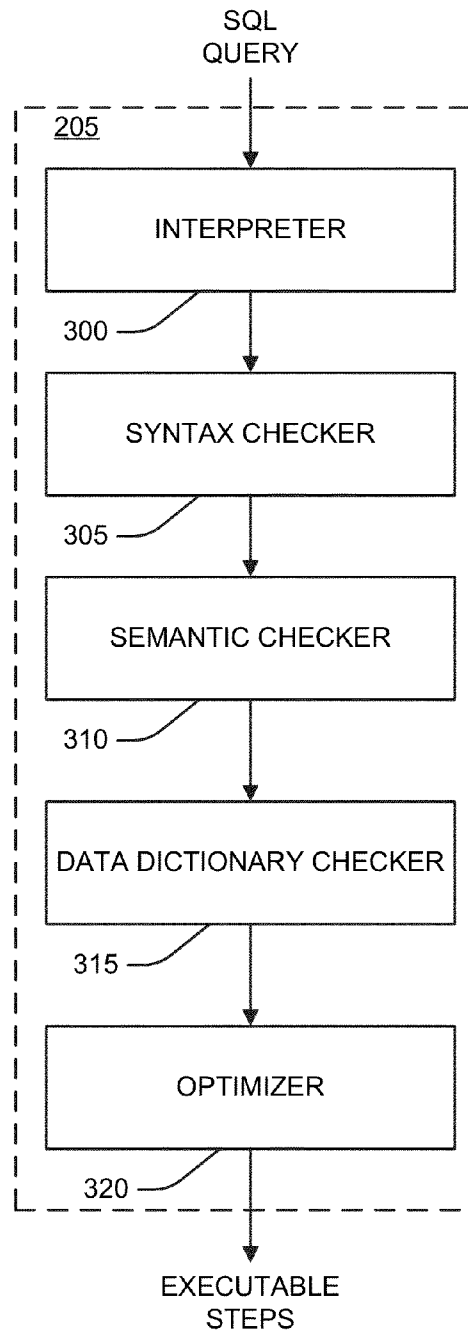 SQL
QUERY
205
INTERPRETER
300
SYNTAX CHECKER
305
SEMANTIC CHECKER
310
DATA DICTIONARY CHECKER
315
OPTIMIZER
320
EXECUTABLE
STEPS